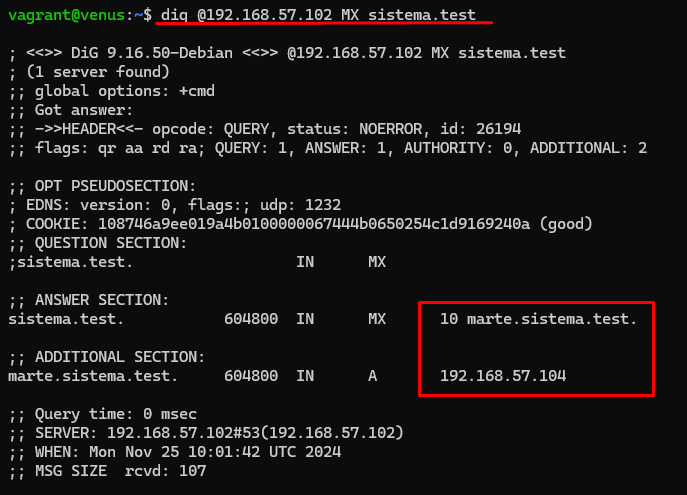 vagrant@venus:~$ dig @192.168.57.102 MX sistema.test
; <<>> DiG 9.16.50-Debian <<>> @192.168.57.102 MX sistema.test
; (1 server found)
;; global options: +cmd
;; Got answer:
;; ->>HEADER<<- opcode: QUERY, status: NOERROR, id: 26194
;; flags: qr aa rd ra; QUERY: 1, ANSWER: 1, AUTHORITY: 0, ADDITIONAL: 2
;; OPT PSEUDOSECTION:
; EDNS: version: 0, flags:; udp: 1232
; COOKIE: 108746a9ee019a4b0100000067444b0650254c1d9169240a (good)
;; QUESTION SECTION:
;sistema.test. IN MX
;; ANSWER SECTION:
sistema.test. 604800 IN MX 10 marte.sistema.test.
;; ADDITIONAL SECTION:
marte.sistema.test. 604800 IN A 192.168.57.104
;; Query time: 0 msec
;; SERVER: 192.168.57.102#53(192.168.57.102)
;; WHEN: Mon Nov 25 10:01:42 UTC 2024
;; MSG SIZE rcvd: 107